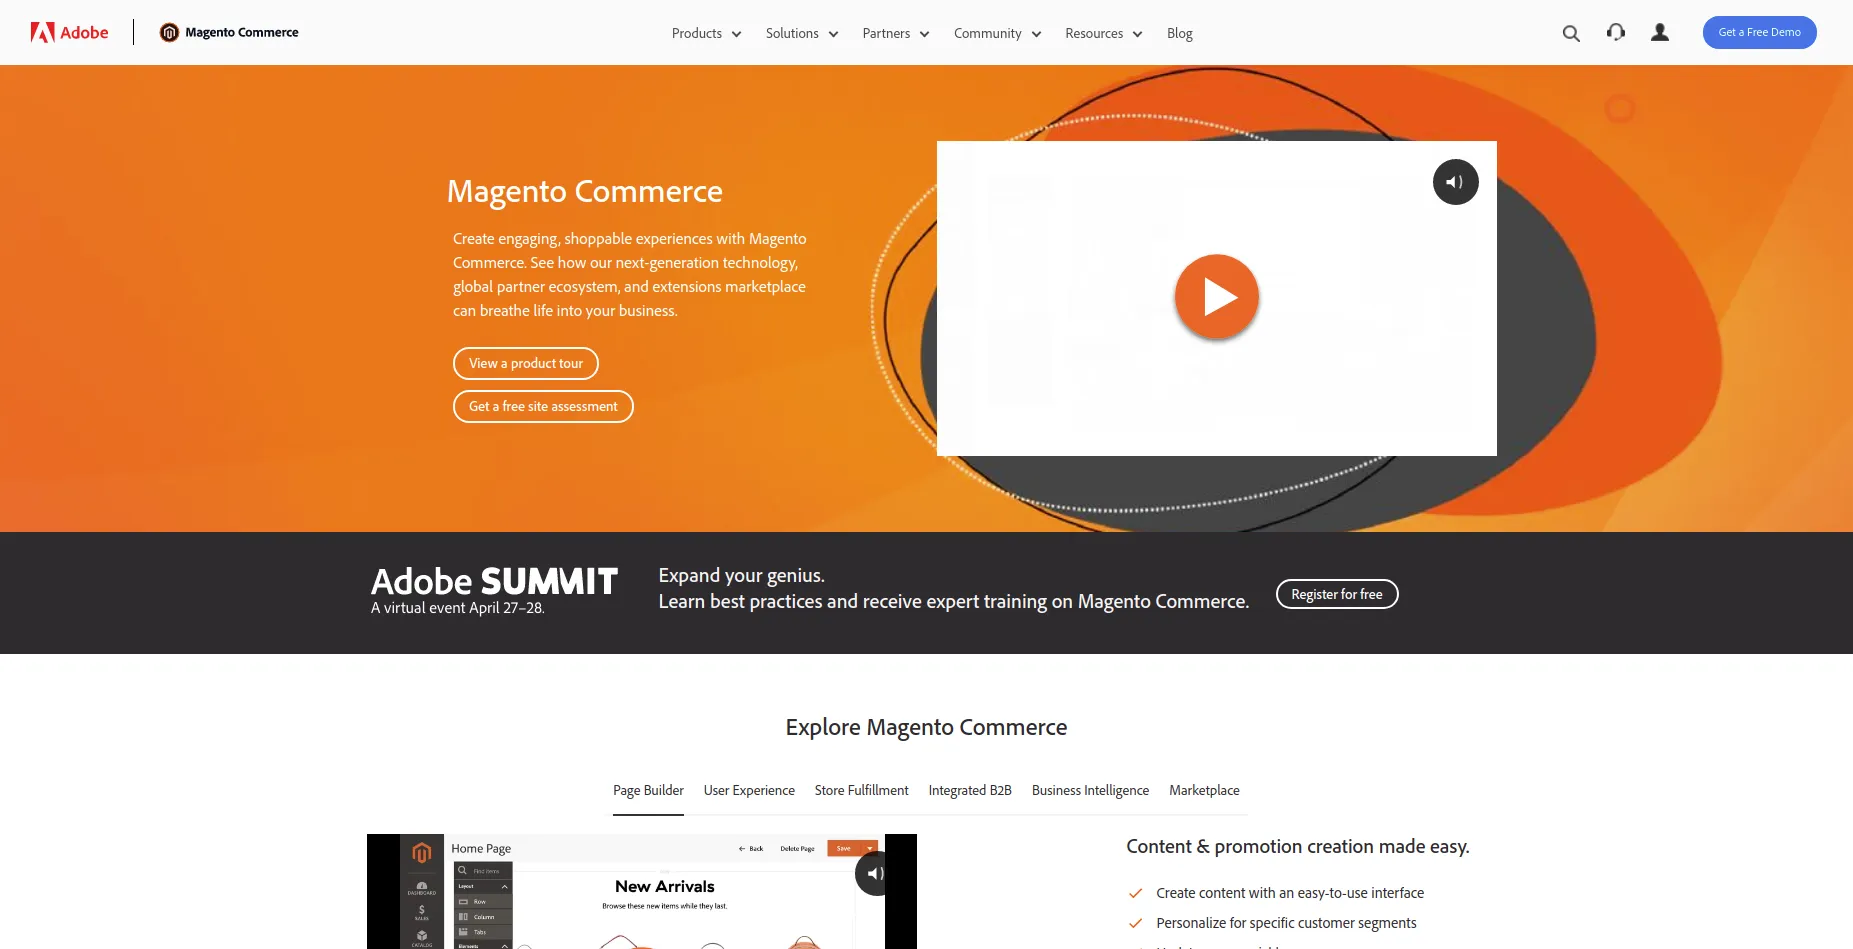 Adobe
Magento Commerce
Products
Solutions
Partners
Community
Resources
Blog
Get a Free Demo
Magento Commerce
Create engaging, shoppable experiences with Magento
Commerce. See how our next-generation technology,
global partner ecosystem, and extensions marketplace
can breathe life into your business.
View a product tour
Get a free site assessment
Adobe SUMMIT
A virtual event April 27–28.
Expand your genius.
Learn best practices and receive expert training on Magento Commerce.
Register for free
Explore Magento Commerce
Page Builder
User Experience
Store Fulfillment
Integrated B2B
Business Intelligence
Marketplace
Home Page
Back
Delete Page
Save
Find Items
Layout
Row
Column
Tabs
Elements
DASHBOARD
SALES
CATALOG
New Arrivals
Browse these new items while they last.
Content & promotion creation made easy.
Create content with an easy-to-use interface
Personalize for specific customer segments